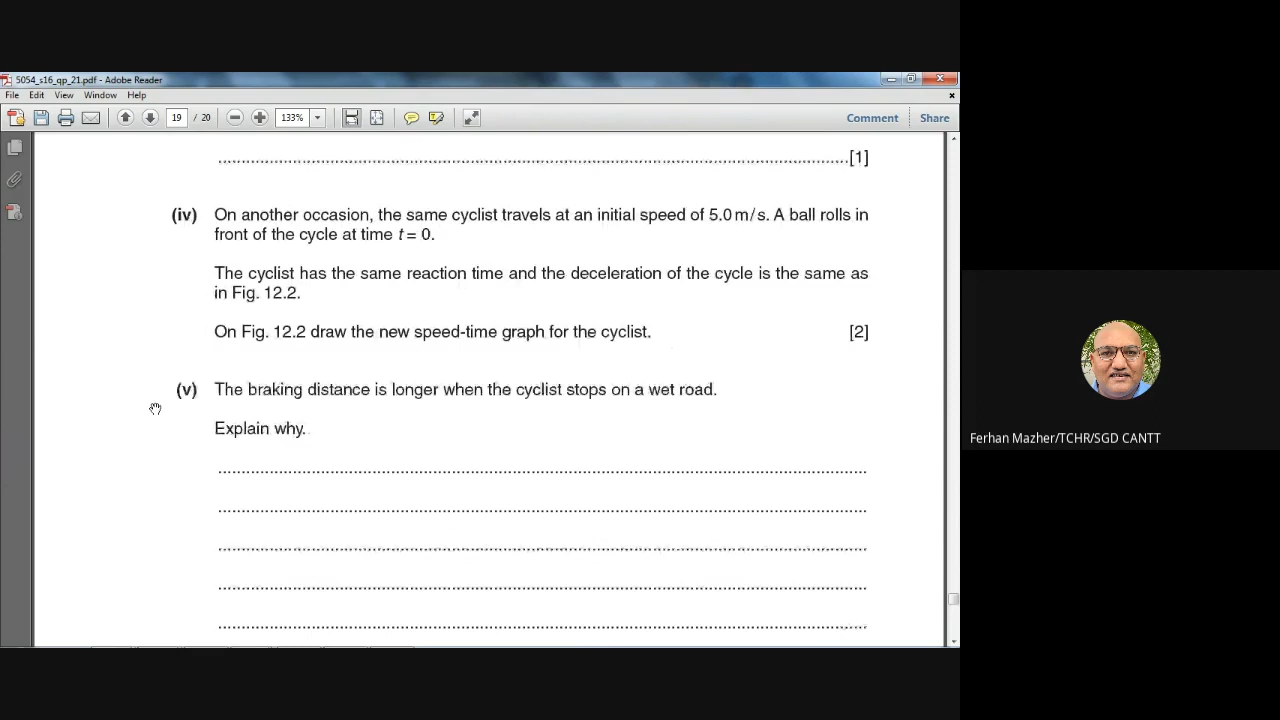 5054_s16_qp_21.pdf - Adobe Reader
File Edit View Window Help
19 / 20 133% Comment Share
[1]
(iv) On another occasion, the same cyclist travels at an initial speed of 5.0 m/s. A ball rolls in
front of the cycle at time t = 0.
The cyclist has the same reaction time and the deceleration of the cycle is the same as
in Fig. 12.2.
On Fig. 12.2 draw the new speed-time graph for the cyclist. [2]
(v) The braking distance is longer when the cyclist stops on a wet road.
Explain why.
Ferhan Mazher/TCHR/SGD CANTT